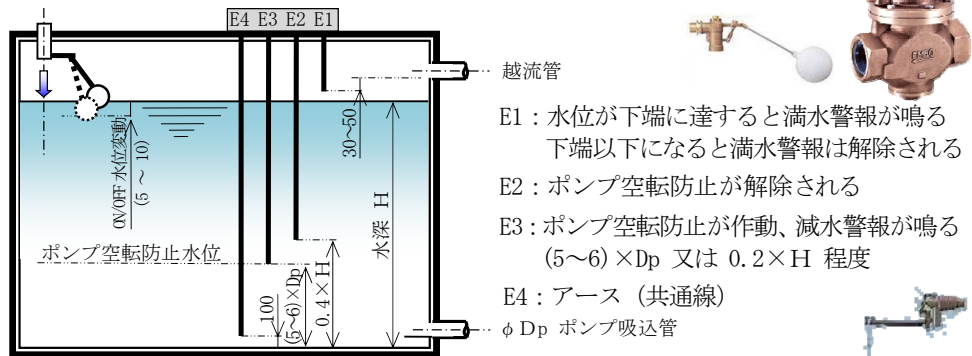 E4 E3 E2 E1
越流管
E1：水位が下端に達すると満水警報が鳴る
下端以下になると満水警報は解除される
E2：ポンプ空転防止が解除される
E3：ポンプ空転防止が作動、減水警報が鳴る
(5～6)×Dp 又は 0.2×H 程度
E4：アース（共通線）
φDp ポンプ吸込管
ON/OFF 水位変動
(5 ～ 10)
30～50
水深 H
ポンプ空転防止水位
100
(5～6)×Dp
0.4×H